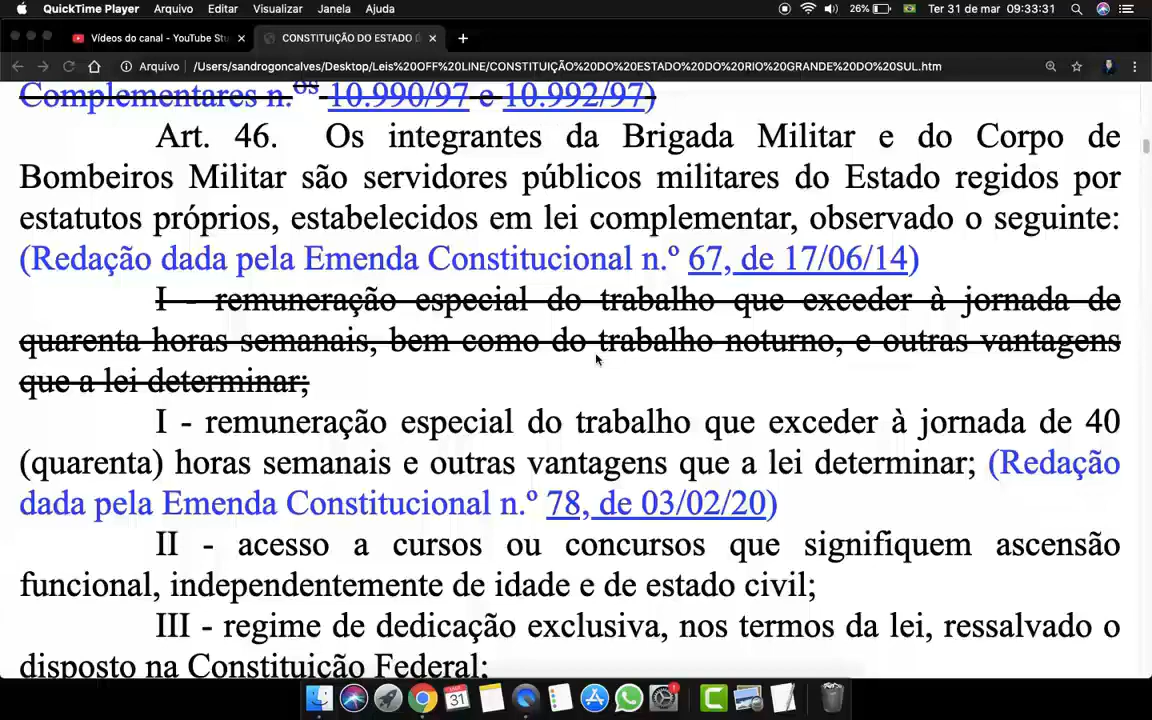 QuickTime Player Arquivo Editar Visualizar Janela Ajuda 26% Ter 31 de mar 09:33:31
Vídeos do canal - YouTube Stu CONSTITUIÇÃO DO ESTADO
Arquivo /Users/sandrogoncalves/Desktop/Leis%20OFF%20LINE/CONSTITUIÇÃO%20DO%20ESTADO%20DO%20RIO%20GRANDE%20DO%20SUL.htm
Complementares n.os 10.990/97 e 10.992/97)
Art. 46. Os integrantes da Brigada Militar e do Corpo de
Bombeiros Militar são servidores públicos militares do Estado regidos por
estatutos próprios, estabelecidos em lei complementar, observado o seguinte:
(Redação dada pela Emenda Constitucional n.º 67, de 17/06/14)
I - remuneração especial do trabalho que exceder à jornada de
quarenta horas semanais, bem como do trabalho noturno, e outras vantagens
que a lei determinar;
I - remuneração especial do trabalho que exceder à jornada de 40
(quarenta) horas semanais e outras vantagens que a lei determinar; (Redação
dada pela Emenda Constitucional n.º 78, de 03/02/20)
II - acesso a cursos ou concursos que signifiquem ascensão
funcional, independentemente de idade e de estado civil;
III - regime de dedicação exclusiva, nos termos da lei, ressalvado o
disposto na Constituição Federal;
31